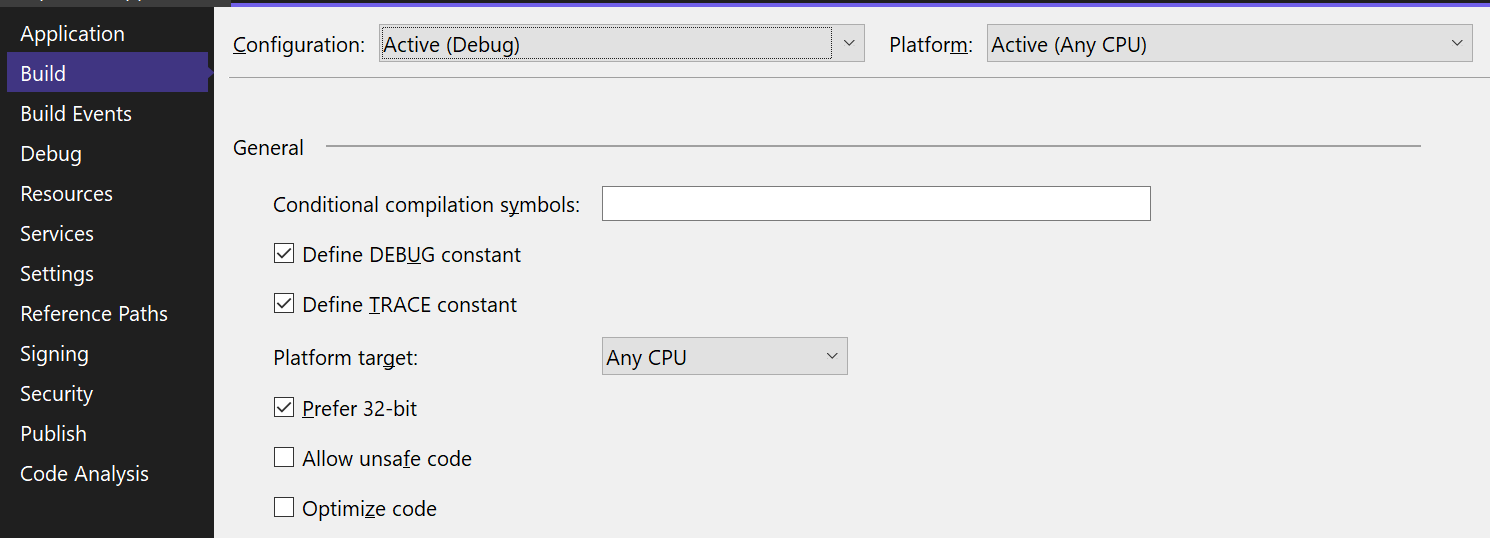 Application
Build
Build Events
Debug
Resources
Services
Settings
Reference Paths
Signing
Security
Publish
Code Analysis
Configuration: Active (Debug) Platform: Active (Any CPU)
General
Conditional compilation symbols:
Define DEBUG constant
Define TRACE constant
Platform target: Any CPU
Prefer 32-bit
Allow unsafe code
Optimize code